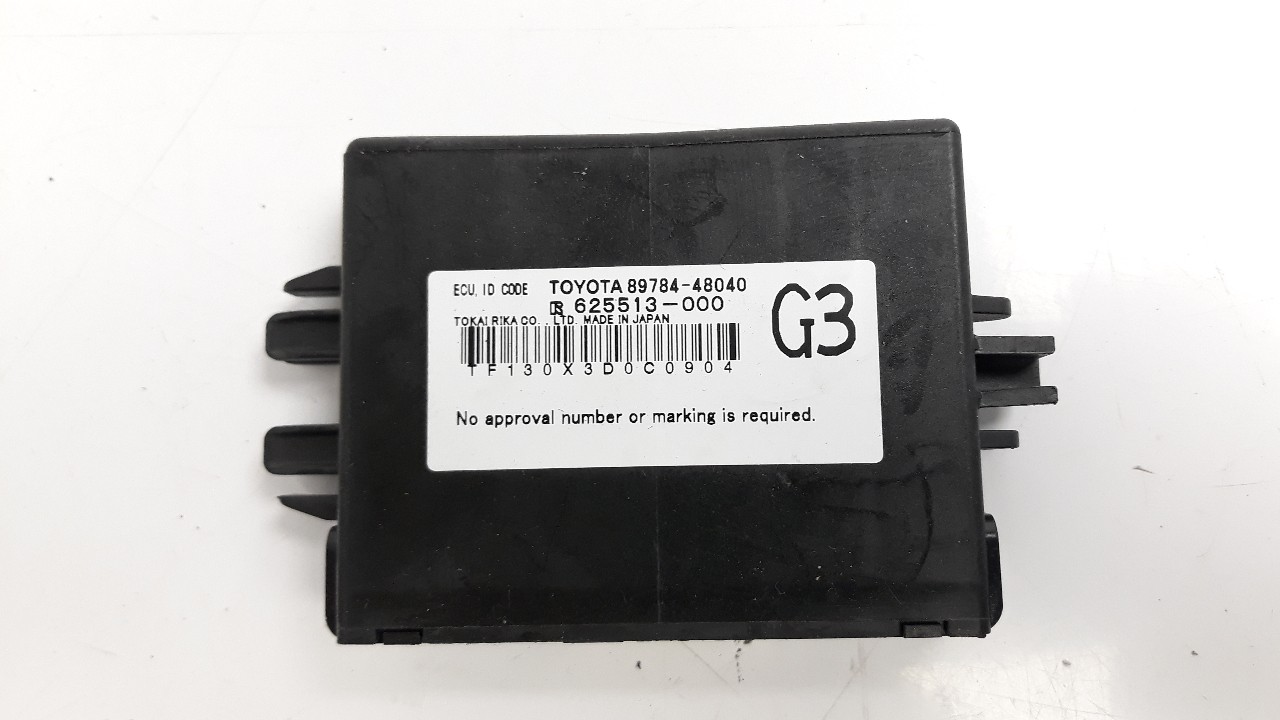 ECU, ID CODE TOYOTA 89784-48040
625513-000
TOKAI RIKA CO., LTD. MADE IN JAPAN
G3
TF130X3D0C0904
No approval number or marking is required.